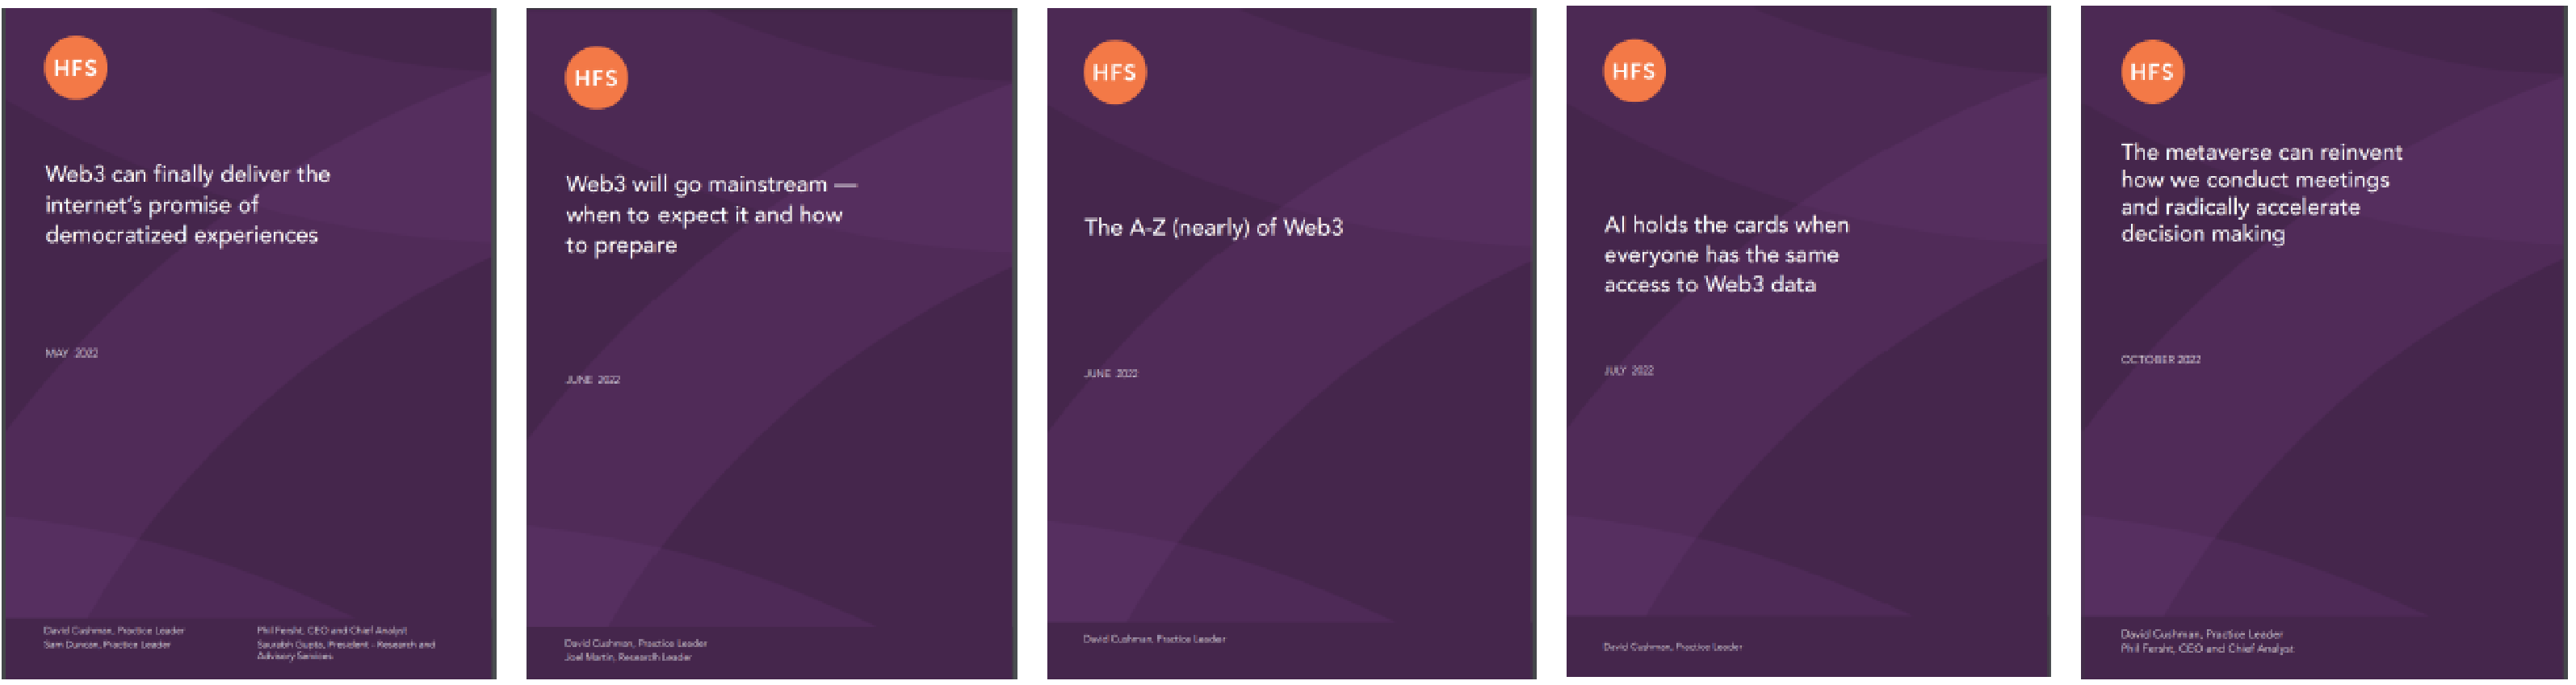 HFS
Web3 can finally deliver the
internet's promise of
democratized experiences
MAY 2022
David Cushman, Practice Leader
Sam Duncan, Practice Leader
Phil Fersht, CEO and Chief Analyst
Saurabh Gupta, President - Research and
Advisory Services
HFS
Web3 will go mainstream —
when to expect it and how
to prepare
JUNE 2022
David Cushman, Practice Leader
Joel Martin, Research Leader
HFS
The A-Z (nearly) of Web3
JUNE 2022
David Cushman, Practice Leader
HFS
AI holds the cards when
everyone has the same
access to Web3 data
JULY 2022
David Cushman, Practice Leader
HFS
The metaverse can reinvent
how we conduct meetings
and radically accelerate
decision making
OCTOBER 2022
David Cushman, Practice Leader
Phil Fersht, CEO and Chief Analyst